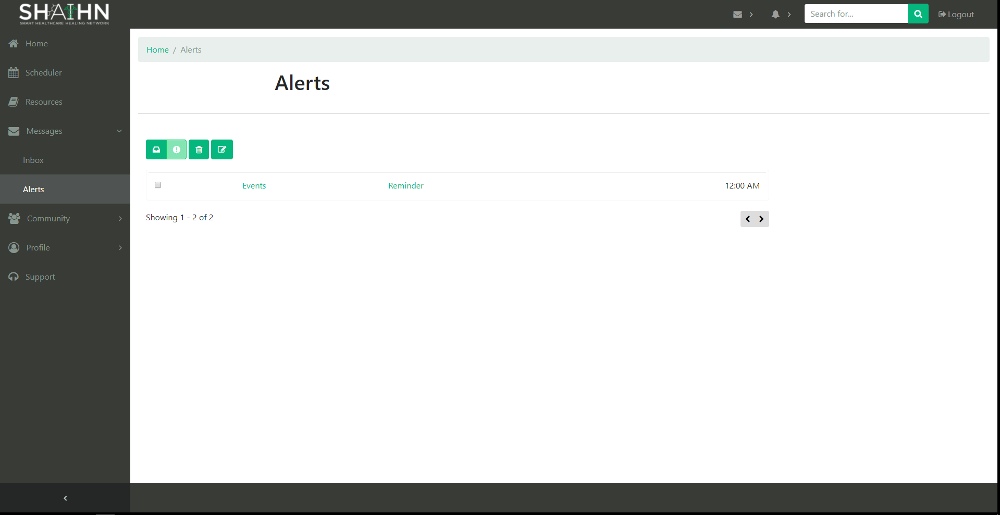 SHAIHN
SMART HEALTHCARE HEALING NETWORK
Search for...
Logout
Home
Scheduler
Resources
Messages
Inbox
Alerts
Community
Profile
Support
Home / Alerts
Alerts
Events Reminder 12:00 AM
Showing 1 - 2 of 2